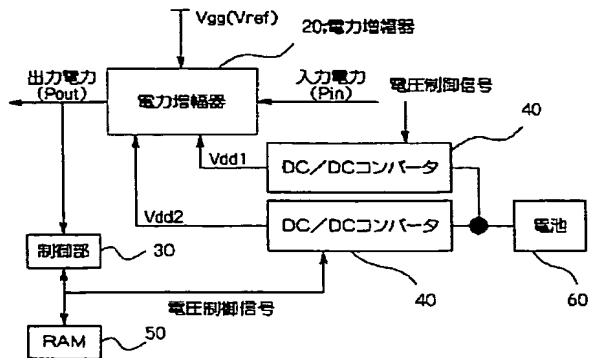 Vgg(Vref)
20;電力増幅器
出力電力
(Pout)
電力増幅器
入力電力
(Pin)
電圧制御信号
40
Vdd1
DC/DCコンバータ
Vdd2
DC/DCコンバータ
電池
制御部
30
40
60
電圧制御信号
RAM
50